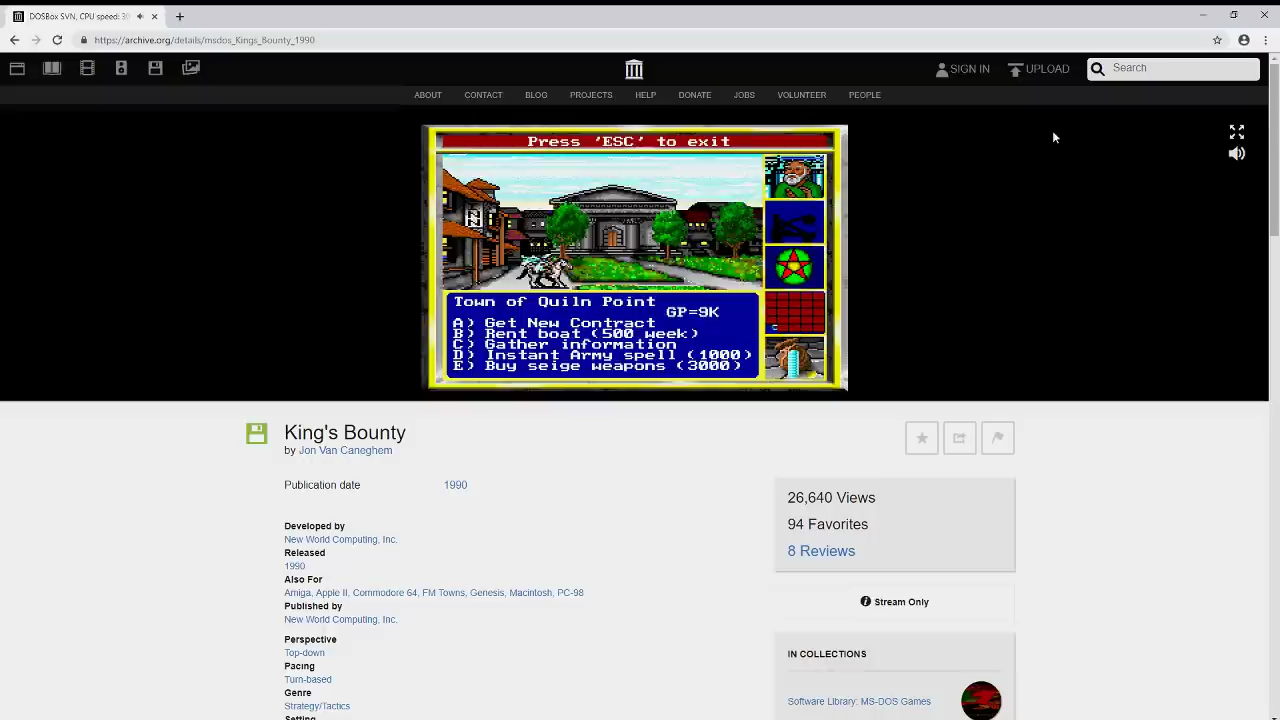 DOSBox SVN, CPU speed: 30
https://archive.org/details/msdos_Kings_Bounty_1990
SIGN IN
UPLOAD
Search
ABOUT CONTACT BLOG PROJECTS HELP DONATE JOBS VOLUNTEER PEOPLE
Press 'ESC' to exit
Town of Quiln Point
GP=9K
A) Get New Contract
B) Rent boat (500 week)
C) Gather information
D) Instant Army spell (1000)
E) Buy seige weapons (3000)
King's Bounty
by Jon Van Caneghem
Publication date 1990
Developed by
New World Computing, Inc.
Released
1990
Also For
Amiga, Apple II, Commodore 64, FM Towns, Genesis, Macintosh, PC-98
Published by
New World Computing, Inc.
Perspective
Top-down
Pacing
Turn-based
Genre
Strategy/Tactics
Setting
26,640 Views
94 Favorites
8 Reviews
Stream Only
IN COLLECTIONS
Software Library: MS-DOS Games